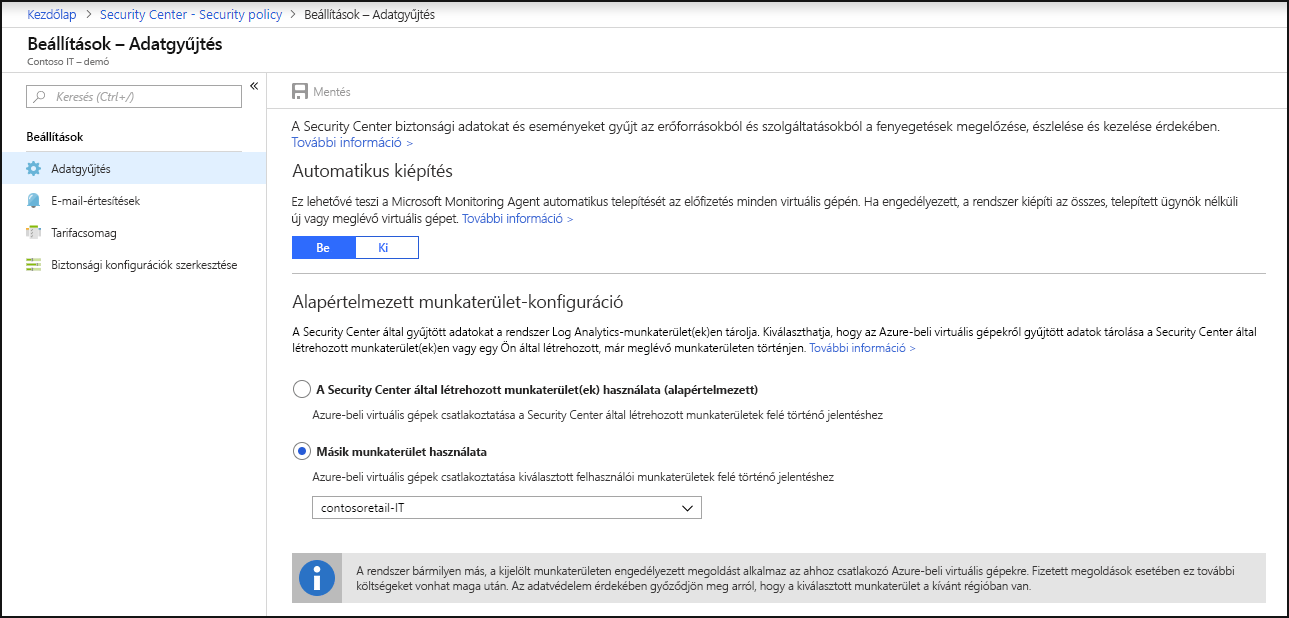 Kezdőlap > Security Center - Security policy > Beállítások – Adatgyűjtés
Beállítások – Adatgyűjtés
Contoso IT – demó
Keresés (Ctrl+/)
«
Beállítások
Adatgyűjtés
E-mail-értesítések
Tarifacsomag
Biztonsági konfigurációk szerkesztése
Mentés
A Security Center biztonsági adatokat és eseményeket gyűjt az erőforrásokból és szolgáltatásokból a fenyegetések megelőzése, észlelése és kezelése érdekében.
További információ >
Automatikus kiépítés
Ez lehetővé teszi a Microsoft Monitoring Agent automatikus telepítését az előfizetés minden virtuális gépén. Ha engedélyezett, a rendszer kiépíti az összes, telepített ügynök nélküli
új vagy meglévő virtuális gépet. További információ >
Be Ki
Alapértelmezett munkaterület-konfiguráció
A Security Center által gyűjtött adatokat a rendszer Log Analytics-munkaterület(ek)en tárolja. Kiválaszthatja, hogy az Azure-beli virtuális gépekről gyűjtött adatok tárolása a Security Center által
létrehozott munkaterület(ek)en vagy egy Ön által létrehozott, már meglévő munkaterületen történjen. További információ >
A Security Center által létrehozott munkaterület(ek) használata (alapértelmezett)
Azure-beli virtuális gépek csatlakoztatása a Security Center által létrehozott munkaterületek felé történő jelentéshez
Másik munkaterület használata
Azure-beli virtuális gépek csatlakoztatása kiválasztott felhasználói munkaterületek felé történő jelentéshez
contosoretail-IT
A rendszer bármilyen más, a kijelölt munkaterületen engedélyezett megoldást alkalmaz az ahhoz csatlakozó Azure-beli virtuális gépekre. Fizetett megoldások esetében ez további
költségeket vonhat maga után. Az adatvédelem érdekében győződjön meg arról, hogy a kiválasztott munkaterület a kívánt régióban van.